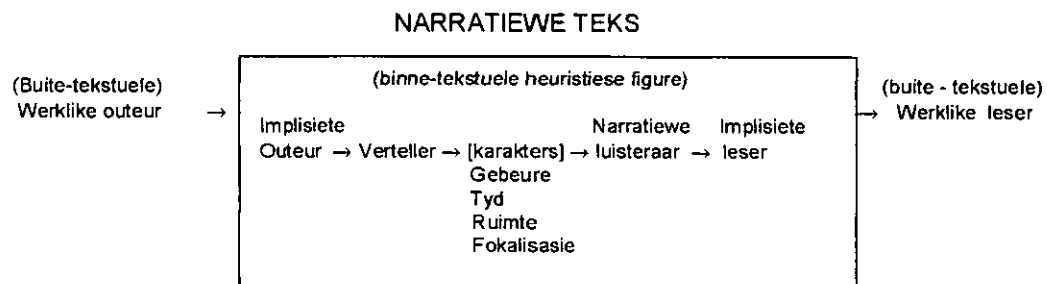 NARRATIEWE TEKS
(Buite-tekstuele)
Werklike outeur →
(binne-tekstuele heuristiese figure)
Implisiete Narratiewe Implisiete
Outeur → Verteller → [karakters] → luisteraar → leser
Gebeure
Tyd
Ruimte
Fokalisasie
(buite - tekstuele)
→ Werklike leser